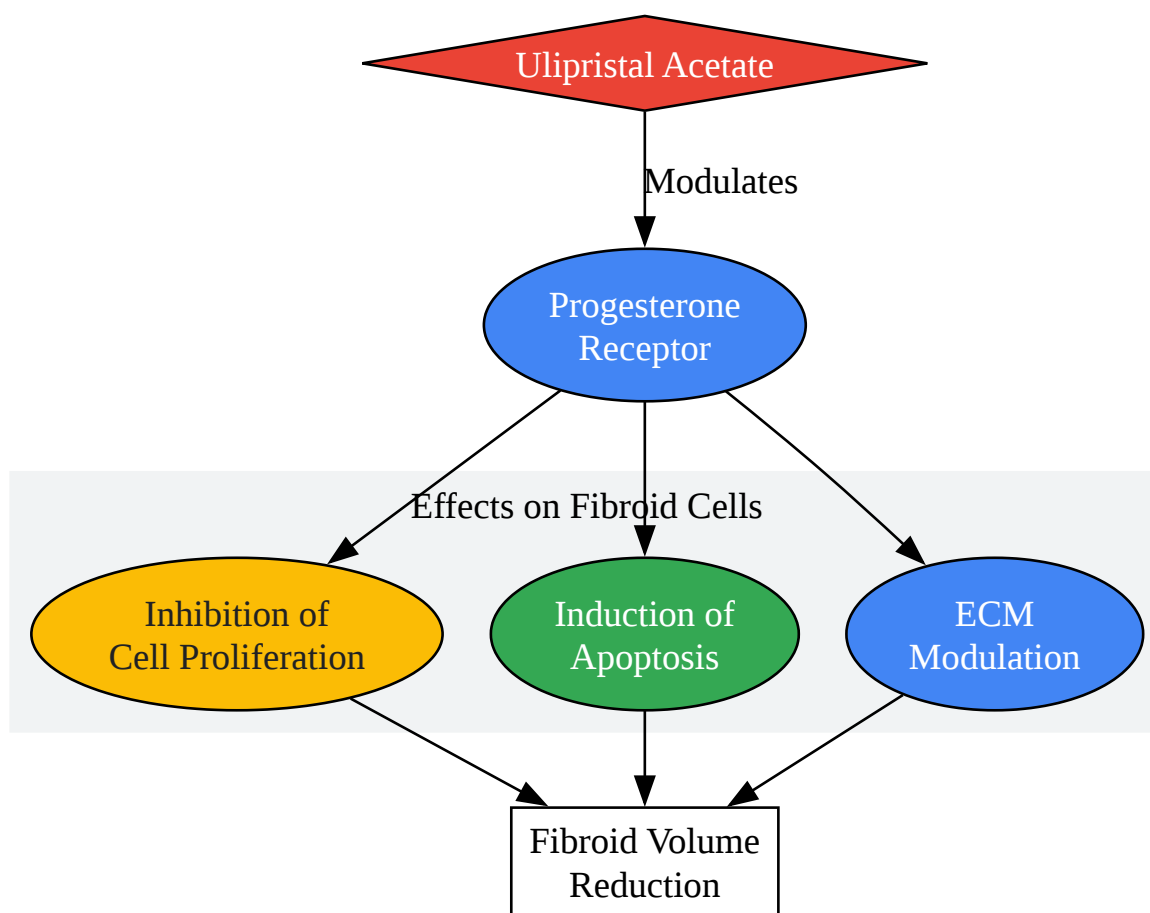 Ulipristal Acetate
Modulates
Progesterone
Receptor
Effects on Fibroid Cells
Inhibition of
Cell Proliferation
Induction of
Apoptosis
ECM
Modulation
Fibroid Volume
Reduction